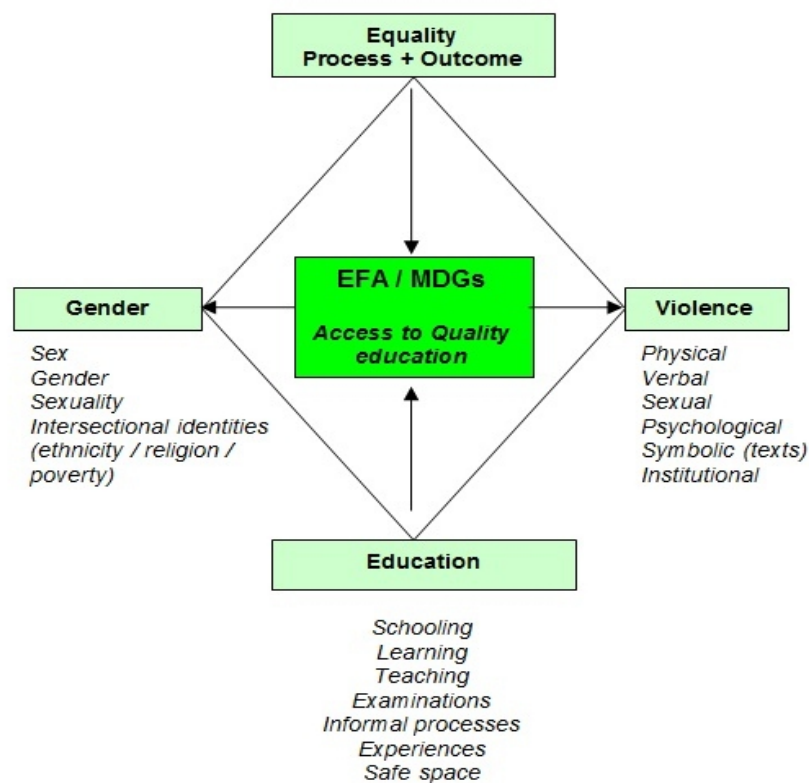 Equality
Process + Outcome
EFA / MDGs
Access to Quality
education
Gender
Sex
Gender
Sexuality
Intersectional identities
(ethnicity / religion /
poverty)
Violence
Physical
Verbal
Sexual
Psychological
Symbolic (texts)
Institutional
Education
Schooling
Learning
Teaching
Examinations
Informal processes
Experiences
Safe space